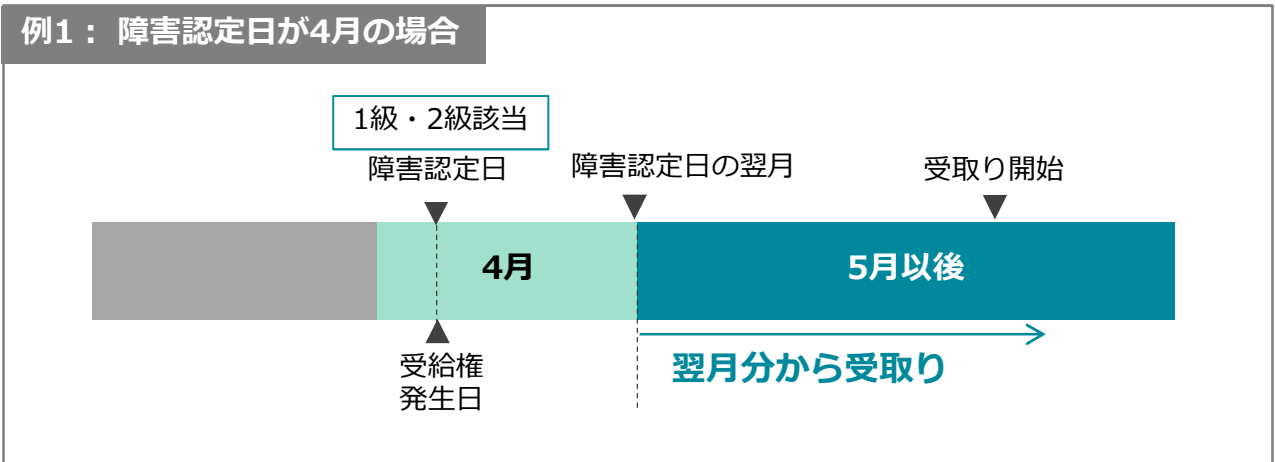 例1： 障害認定日が4月の場合
1級・2級該当
障害認定日
障害認定日の翌月
受取り開始
4月
5月以後
受給権
発生日
翌月分から受取り